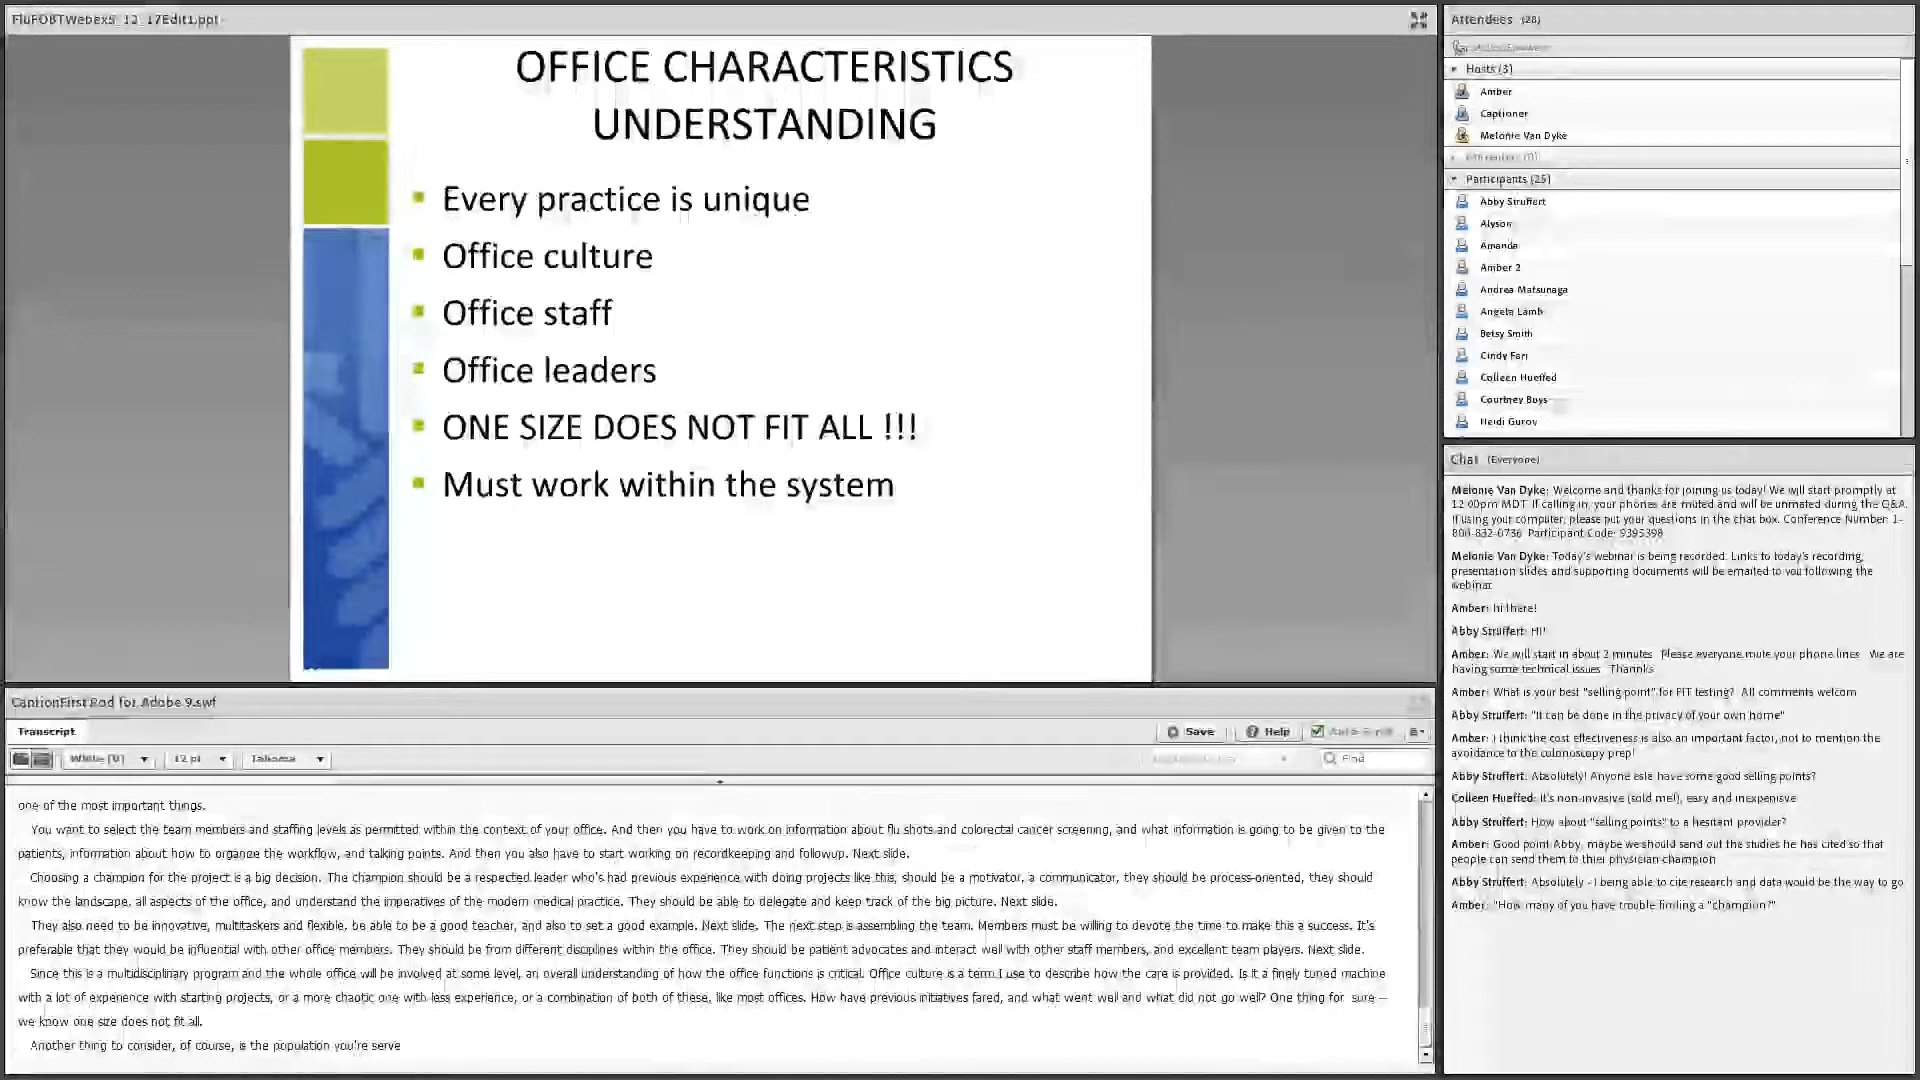 FluFOBTWebex5_12_17Edit1.ppt
OFFICE CHARACTERISTICS
UNDERSTANDING
Every practice is unique
Office culture
Office staff
Office leaders
ONE SIZE DOES NOT FIT ALL !!!
Must work within the system
CaptionFirst Pod for Adobe 9.swf
Transcript
Save
Help
Auto-Scroll
White [0]
12 pt
Tahoma
Find
one of the most important things.
You want to select the team members and staffing levels as permitted within the context of your office. And then you have to work on information about flu shots and colorectal cancer screening, and what information is going to be given to the
patients, information about how to organize the workflow, and talking points. And then you also have to start working on recordkeeping and followup. Next slide.
Choosing a champion for the project is a big decision. The champion should be a respected leader who's had previous experience with doing projects like this, should be a motivator, a communicator, they should be process-oriented, they should
know the landscape, all aspects of the office, and understand the imperatives of the modern medical practice. They should be able to delegate and keep track of the big picture. Next slide.
They also need to be innovative, multitaskers and flexible, be able to be a good teacher, and also to set a good example. Next slide. The next step is assembling the team. Members must be willing to devote the time to make this a success. It's
preferable that they would be influential with other office members. They should be from different disciplines within the office. They should be patient advocates and interact well with other staff members, and excellent team players. Next slide.
Since this is a multidisciplinary program and the whole office will be involved at some level, an overall understanding of how the office functions is critical. Office culture is a term I use to describe how the care is provided. Is it a finely tuned machine
with a lot of experience with starting projects, or a more chaotic one with less experience, or a combination of both of these, like most offices. How have previous initiatives fared, and what went well and what did not go well? One thing for sure --
we know one size does not fit all.
Another thing to consider, of course, is the population you're serve
Attendees (28)
Hosts (3)
Amber
Captioner
Melonie Van Dyke
Participants (25)
Abby Struffert
Alyson
Amanda
Amber 2
Andrea Matsunaga
Angela Lamb
Betsy Smith
Cindy Farr
Colleen Hueffed
Courtney Buys
Heidi Gurov
Chat (Everyone)
Melonie Van Dyke: Welcome and thanks for joining us today! We will start promptly at
12:00pm MDT. If calling in, your phones are muted and will be unmated during the Q&A.
If using your computer, please put your questions in the chat box. Conference Number: 1-
800-832-0736 Participant Code: 9395398
Melonie Van Dyke: Today's webinar is being recorded. Links to today's recording,
presentation slides and supporting documents will be emailed to you following the
webinar.
Amber: hi there!
Abby Struffert: HI!
Amber: We will start in about 2 minutes. Please everyone mute your phone lines. We are
having some technical issues. Thannks
Amber: What is your best "selling point" for FIT testing? All comments welcom
Abby Struffert: "It can be done in the privacy of your own home"
Amber: I think the cost effectiveness is also an important factor, not to mention the
avoidance to the colonoscopy prep!
Abby Struffert: Absolutely! Anyone esle have some good selling points?
Colleen Hueffed: It's non-invasive (sold me!), easy and inexpensive
Abby Struffert: How about "selling points" to a hesitant provider?
Amber: Good point Abby, maybe we should send out the studies he has cited so that
people can send them to thier physician champion
Abby Struffert: Absolutely - I being able to cite research and data would be the way to go
Amber: "How many of you have trouble finding a "champion?"